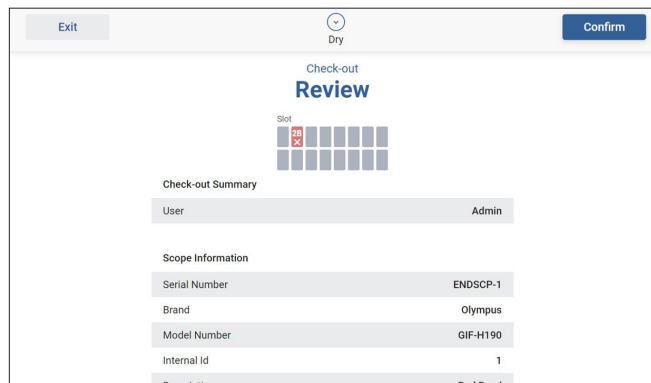 Exit
Dry
Confirm
Check-out
Review
Slot
2B
Check-out Summary
User Admin
Scope Information
Serial Number ENDSCP-1
Brand Olympus
Model Number GIF-H190
Internal Id 1